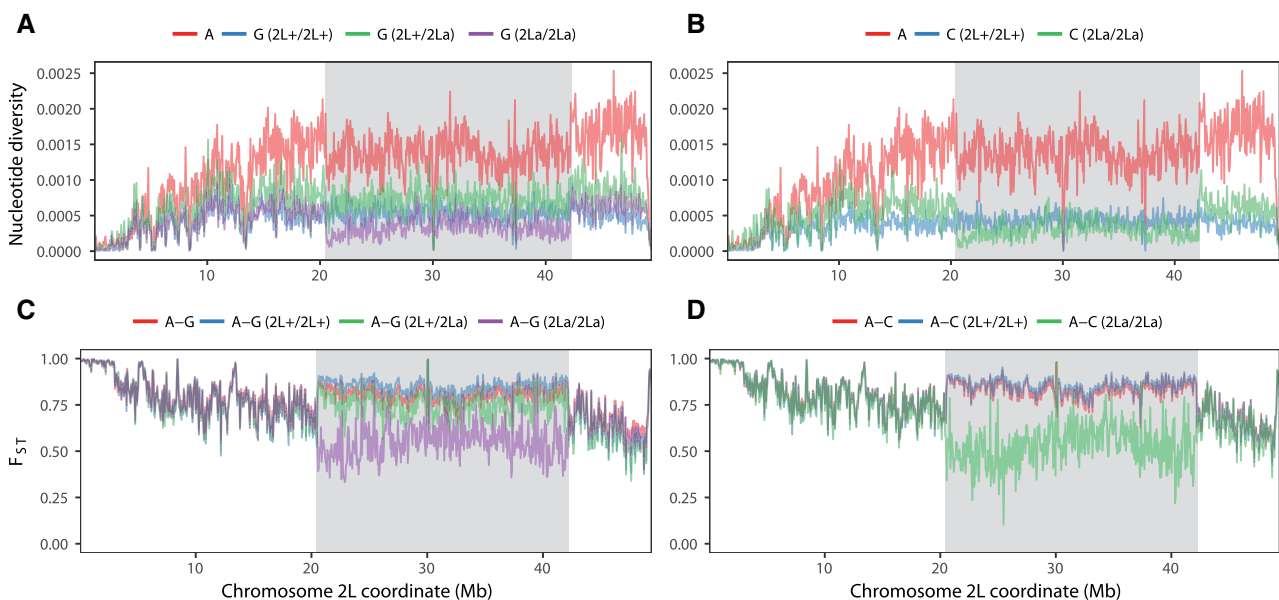 A
A G (2L+/2L+) G (2L+/2La) G (2La/2La)
Nucleotide diversity
0.0025
0.0020
0.0015
0.0010
0.0005
0.0000
10 20 30 40
B
A C (2L+/2L+) C (2La/2La)
0.0025
0.0020
0.0015
0.0010
0.0005
0.0000
10 20 30 40
C
A−G A−G (2L+/2L+) A−G (2L+/2La) A−G (2La/2La)
FST
1.00
0.75
0.50
0.25
0.00
10 20 30 40
Chromosome 2L coordinate (Mb)
D
A−C A−C (2L+/2L+) A−C (2La/2La)
1.00
0.75
0.50
0.25
0.00
10 20 30 40
Chromosome 2L coordinate (Mb)